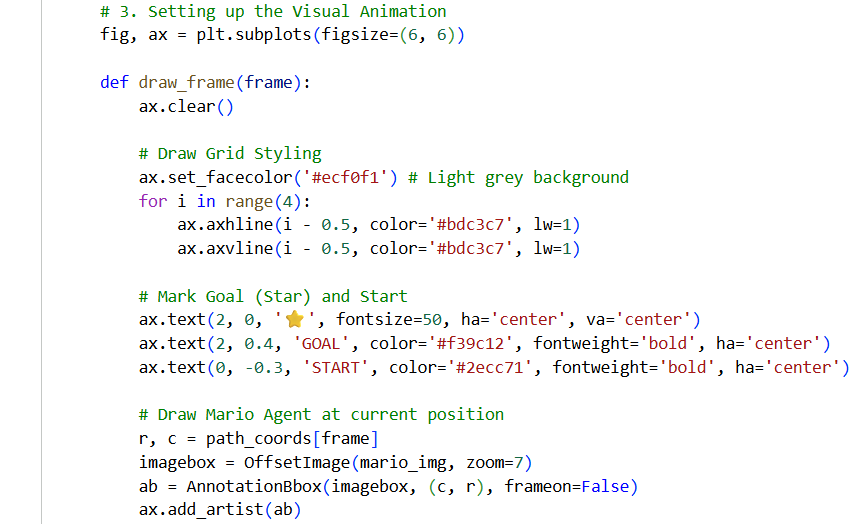 # 3. Setting up the Visual Animation
fig, ax = plt.subplots(figsize=(6, 6))
def draw_frame(frame):
ax.clear()
# Draw Grid Styling
ax.set_facecolor('#ecf0f1') # Light grey background
for i in range(4):
ax.axhline(i - 0.5, color='#bdc3c7', lw=1)
ax.axvline(i - 0.5, color='#bdc3c7', lw=1)
# Mark Goal (Star) and Start
ax.text(2, 0, '⭐', fontsize=50, ha='center', va='center')
ax.text(2, 0.4, 'GOAL', color='#f39c12', fontweight='bold', ha='center')
ax.text(0, -0.3, 'START', color='#2ecc71', fontweight='bold', ha='center')
# Draw Mario Agent at current position
r, c = path_coords[frame]
imagebox = OffsetImage(mario_img, zoom=7)
ab = AnnotationBbox(imagebox, (c, r), frameon=False)
ax.add_artist(ab)